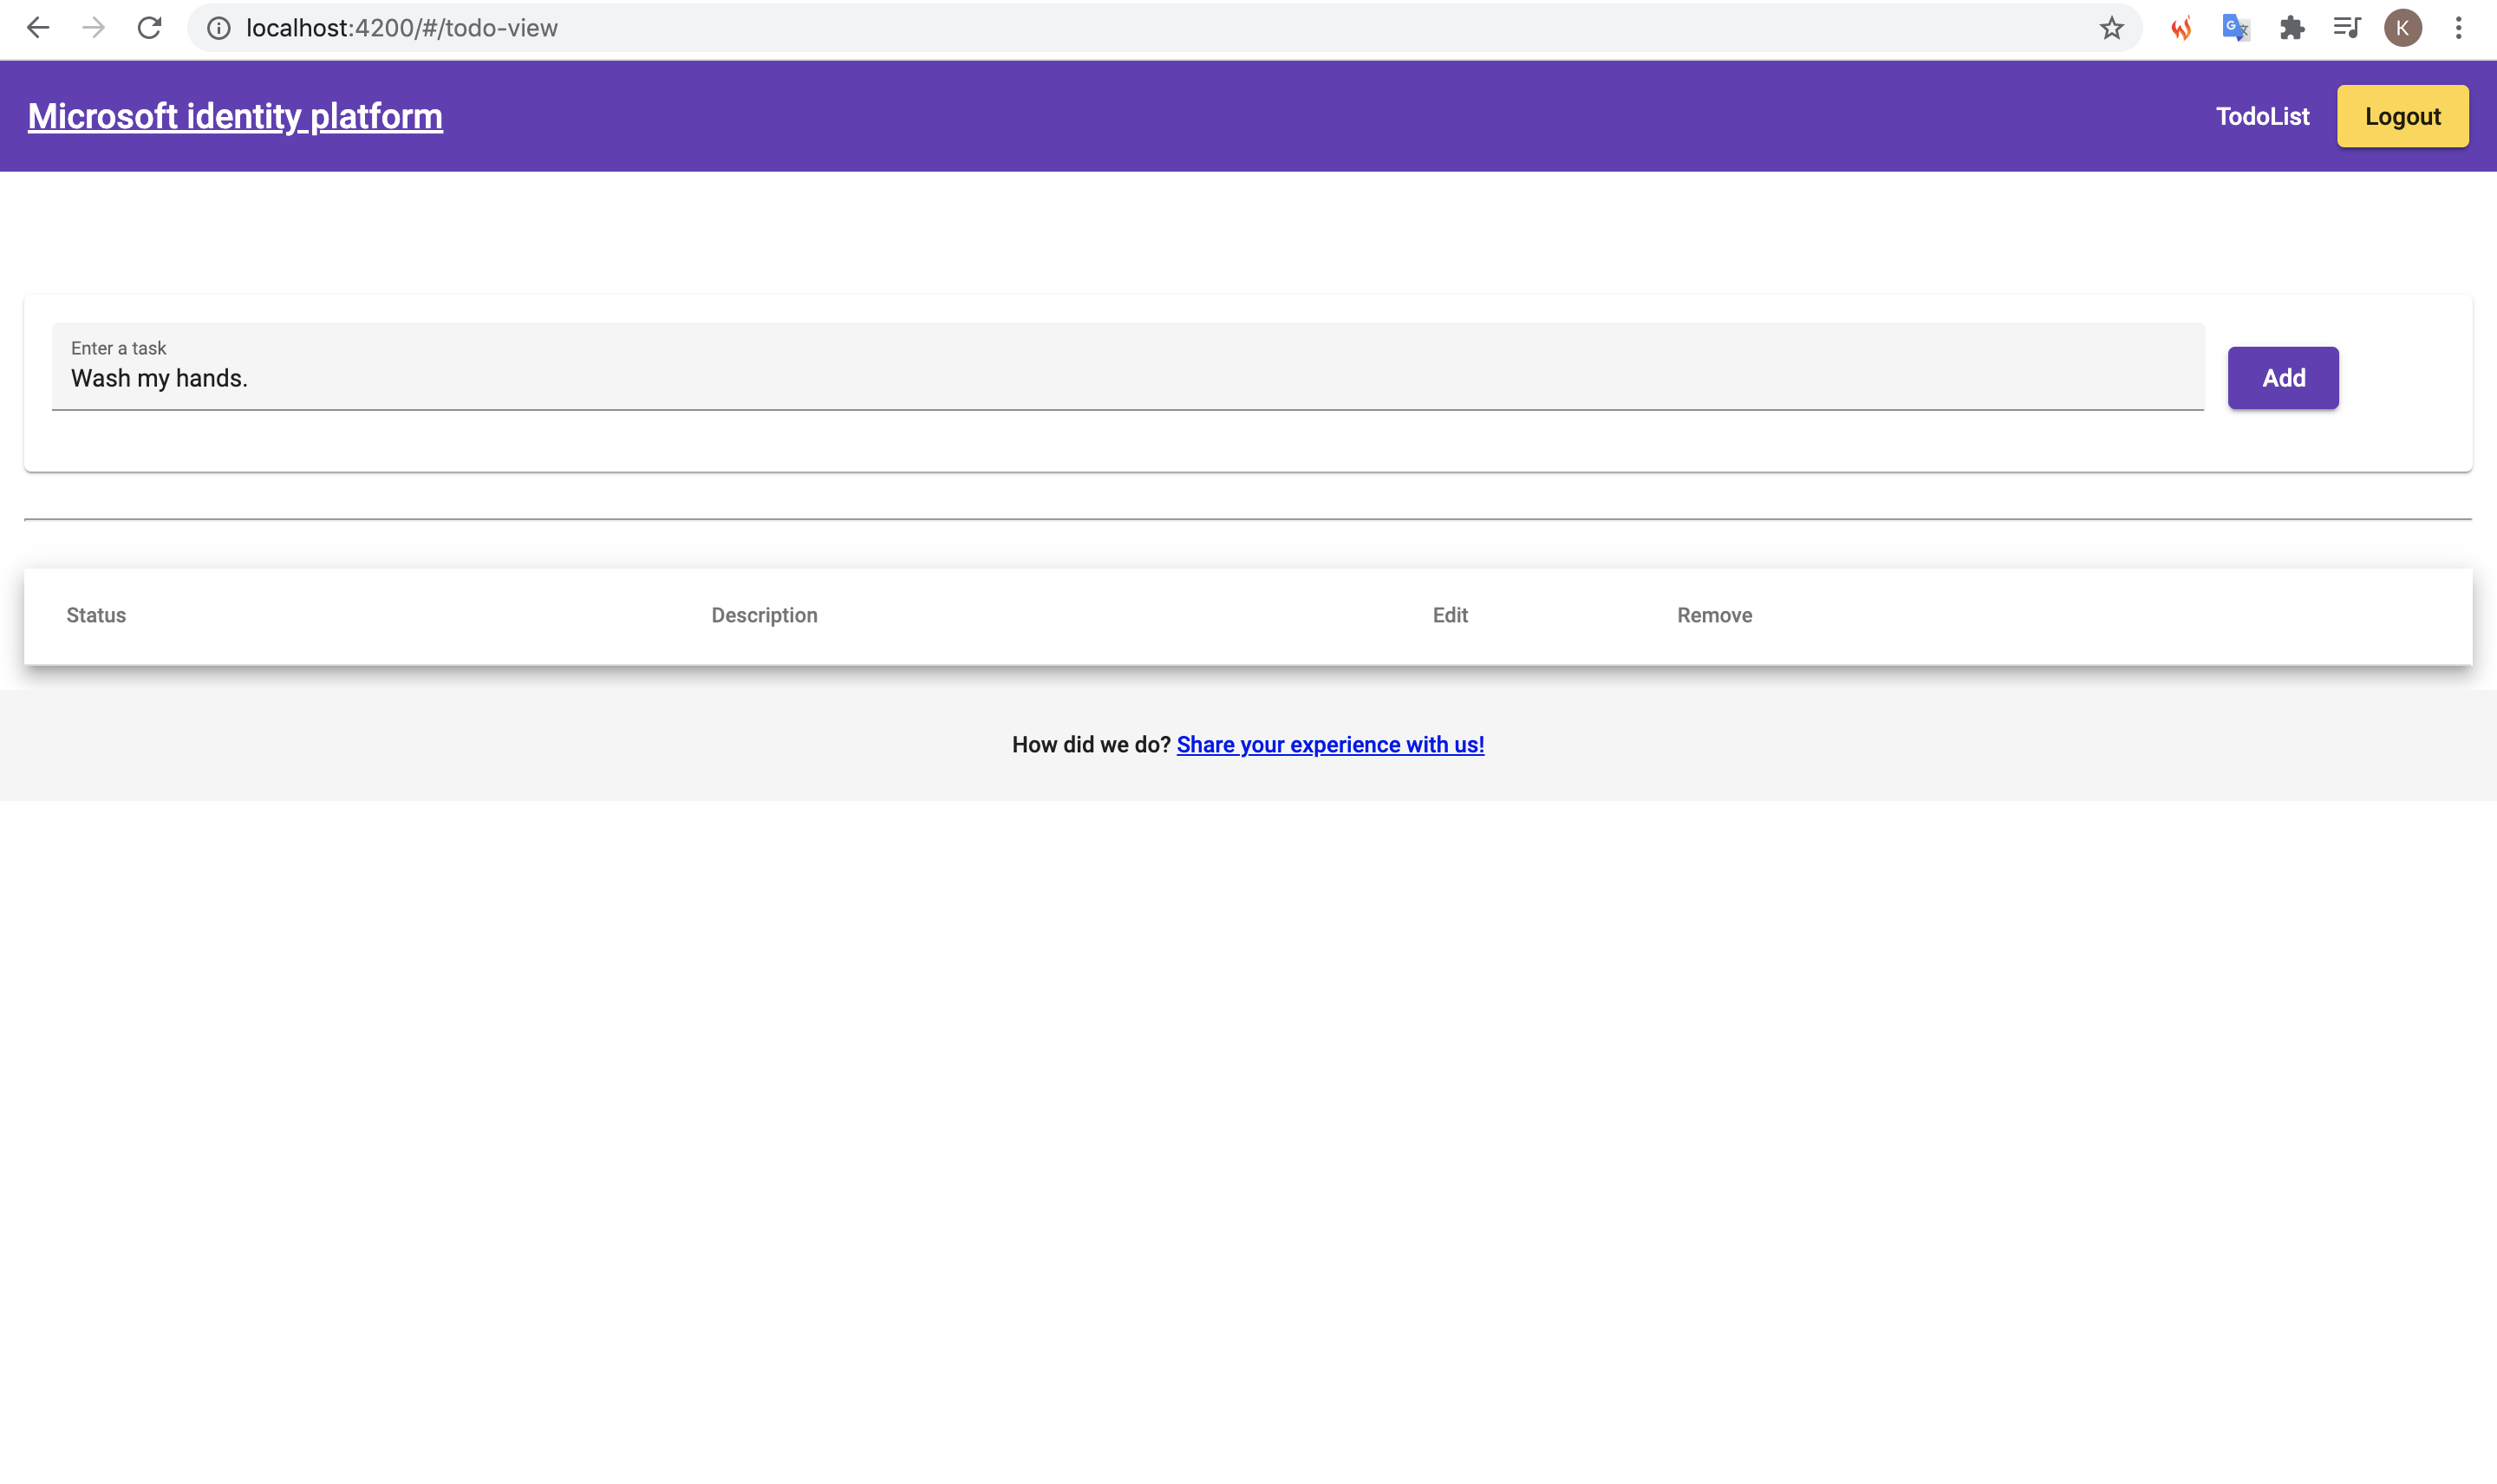 localhost:4200/#/todo-view
K
Microsoft identity platform
TodoList
Logout
Enter a task
Wash my hands.
Add
Status Description Edit Remove
How did we do? Share your experience with us!